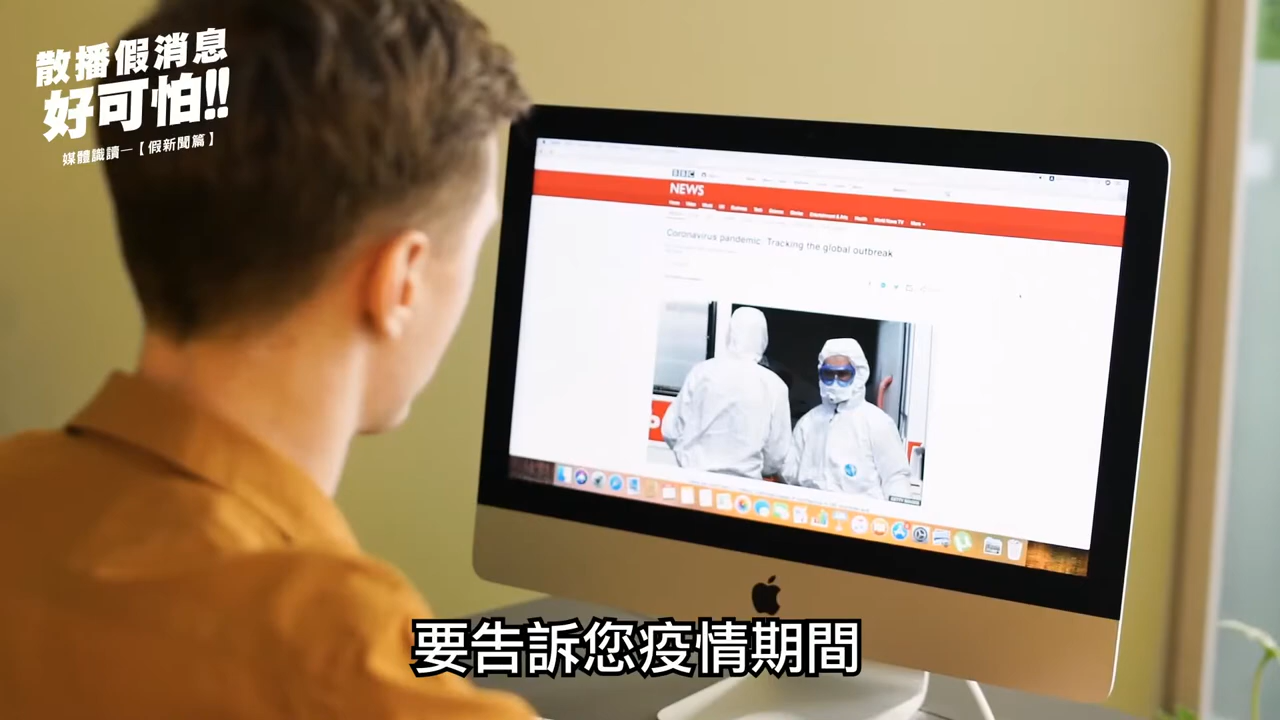 散播假消息
好可怕!!
媒體識讀—【假新聞篇】
BBC
NEWS
Coronavirus pandemic: Tracking the global outbreak
要告訴您疫情期間